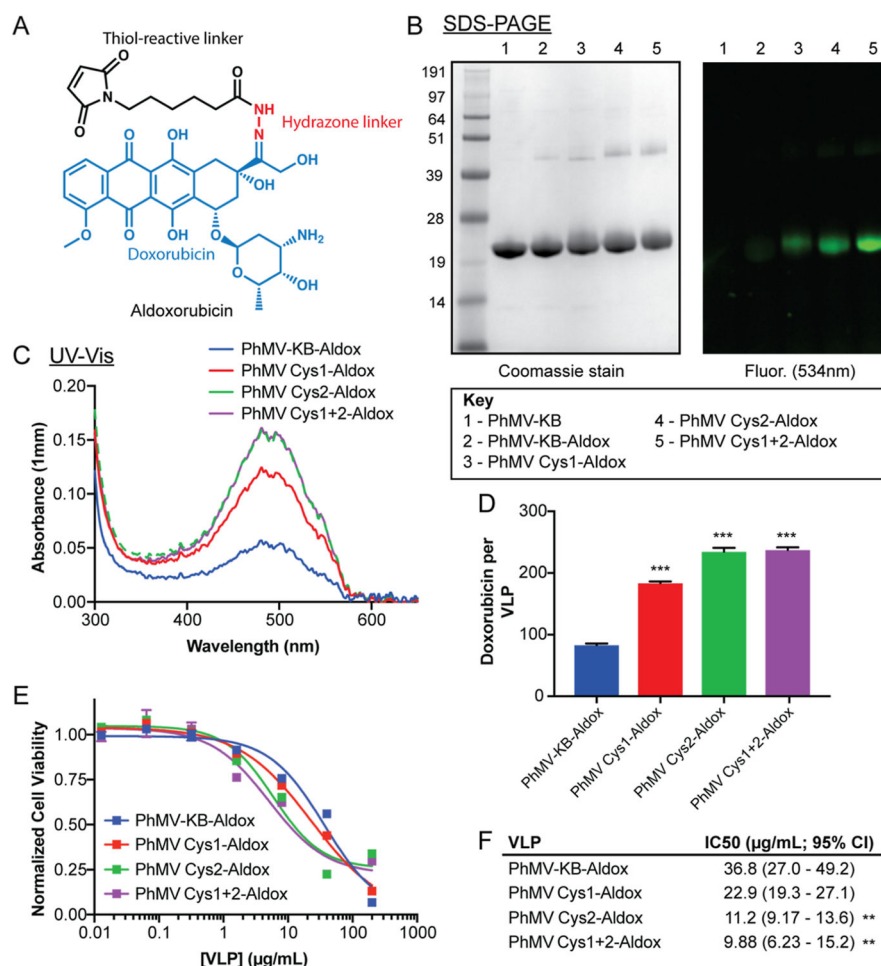 A
Thiol-reactive linker
O
N
O
O
NH
N
Hydrazone linker
O
OH
OH
OH
O
OH
O
O
NH2
Doxorubicin
O
OH
Aldoxorubicin
B SDS-PAGE
1 2 3 4 5
1 2 3 4 5
191
97
64
51
39
28
19
14
Coomassie stain
Fluor. (534nm)
Key
1 - PhMV-KB
2 - PhMV-KB-Aldox
3 - PhMV Cys1-Aldox
4 - PhMV Cys2-Aldox
5 - PhMV Cys1+2-Aldox
C UV-Vis
PhMV-KB-Aldox
PhMV Cys1-Aldox
PhMV Cys2-Aldox
PhMV Cys1+2-Aldox
Absorbance (1mm)
0.20
0.15
0.10
0.05
0.00
300 400 500 600
Wavelength (nm)
D
Doxorubicin per
VLP
300
200
100
0
*** *** ***
PhMV-KB-Aldox
PhMV Cys1-Aldox
PhMV Cys2-Aldox
PhMV Cys1+2-Aldox
E
Normalized Cell Viability
1.00
0.75
0.50
0.25
0.00
PhMV-KB-Aldox
PhMV Cys1-Aldox
PhMV Cys2-Aldox
PhMV Cys1+2-Aldox
0.01 0.1 1 10 100 1000
[VLP] (µg/mL)
F VLP IC50 (µg/mL; 95% CI)
PhMV-KB-Aldox 36.8 (27.0 - 49.2)
PhMV Cys1-Aldox 22.9 (19.3 - 27.1)
PhMV Cys2-Aldox 11.2 (9.17 - 13.6) **
PhMV Cys1+2-Aldox 9.88 (6.23 - 15.2) **